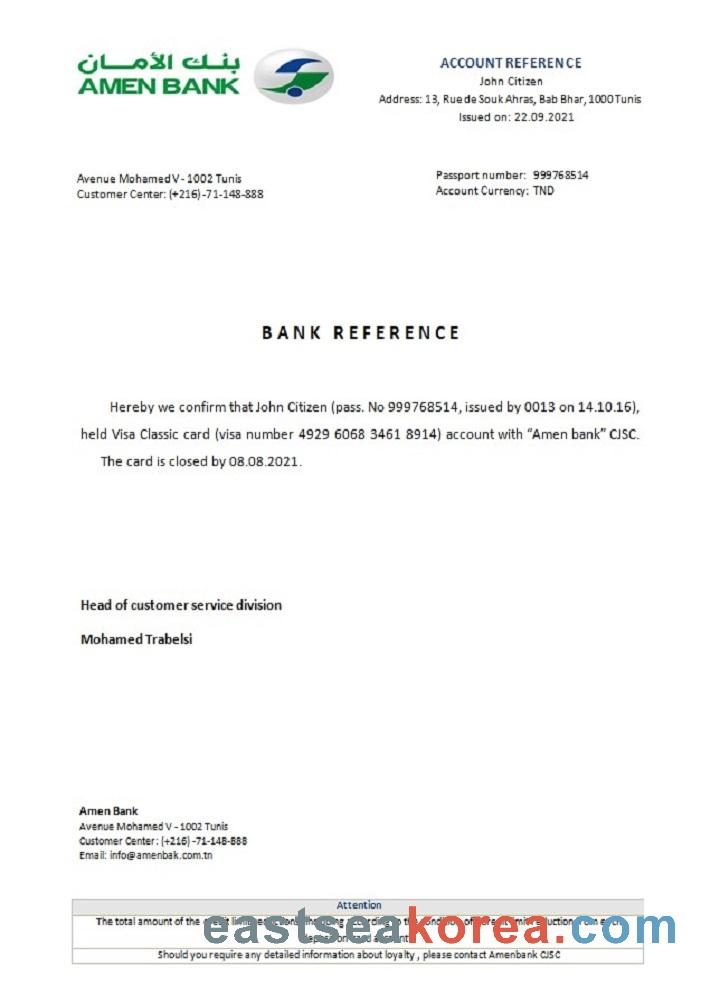 بنك الأمان
AMEN BANK
ACCOUNT REFERENCE
John Citizen
Address: 13, Rue de Souk Ahras, Bab Bhar, 1000 Tunis
Issued on: 22.09.2021
Avenue Mohamed V - 1002 Tunis
Customer Center: (+216)-71-148-888
Passport number: 999768514
Account Currency: TND
BANK REFERENCE
Hereby we confirm that John Citizen (pass. No 999768514, issued by 0013 on 14.10.16),
held Visa Classic card (visa number 4929 6068 3461 8914) account with “Amen bank” CJSC.
The card is closed by 08.08.2021.
Head of customer service division
Mohamed Trabelsi
Amen Bank
Avenue Mohamed V - 1002 Tunis
Customer Center: (+216) -71-148-888
Email: info@amenbak.com.tn
Attention
The total amount of the
eastseakorea.com
Should you require any detailed information about loyalty , please contact Amenbank CJSC